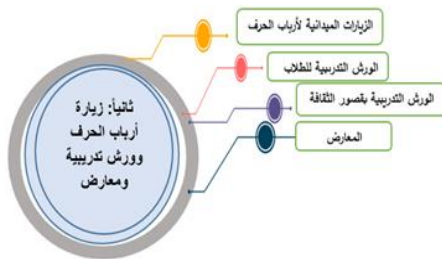 ثانياً: زيارة
أرباب الحرف
وورش تدريبية
ومعارض
الزيارات الميدانية لأرباب الحرف
الورش التدريبية للطلاب
الورش التدريبية بقصور الثقافة
المعارض